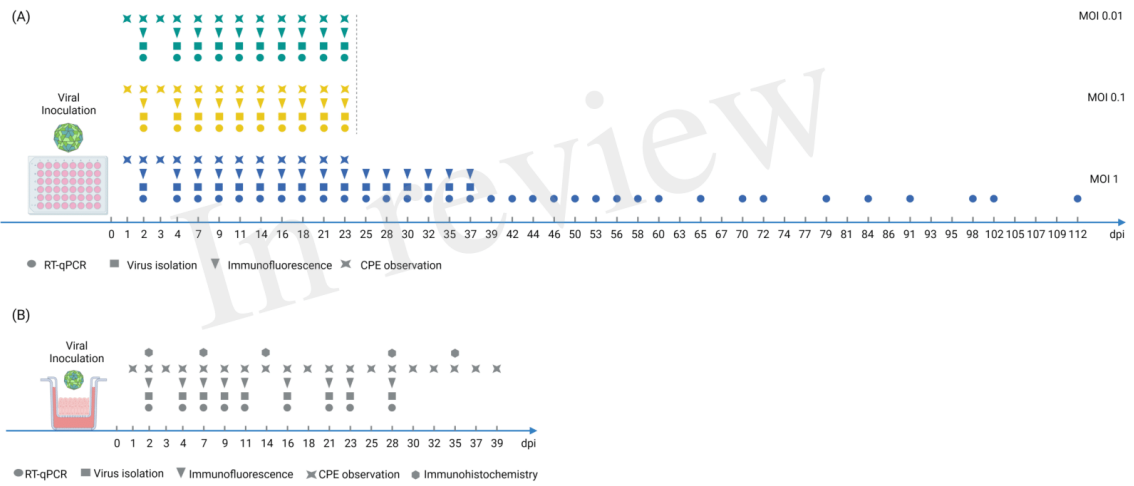 (A)
MOI 0.01
Viral
Inoculation
MOI 0.1
MOI 1
0 1 2 3 4 7 9 11 14 16 18 21 23 25 28 30 32 35 37 39 42 44 46 50 53 56 58 60 63 65 67 70 72 74 77 79 81 84 86 91 93 95 98 102 105 107 109 112 dpi
RT-qPCR Virus isolation Immunofluorescence CPE observation
In review
(B)
Viral
Inoculation
0 1 2 3 4 7 9 11 14 16 18 21 23 25 28 30 32 35 37 39 dpi
RT-qPCR Virus isolation Immunofluorescence CPE observation Immunohistochemistry